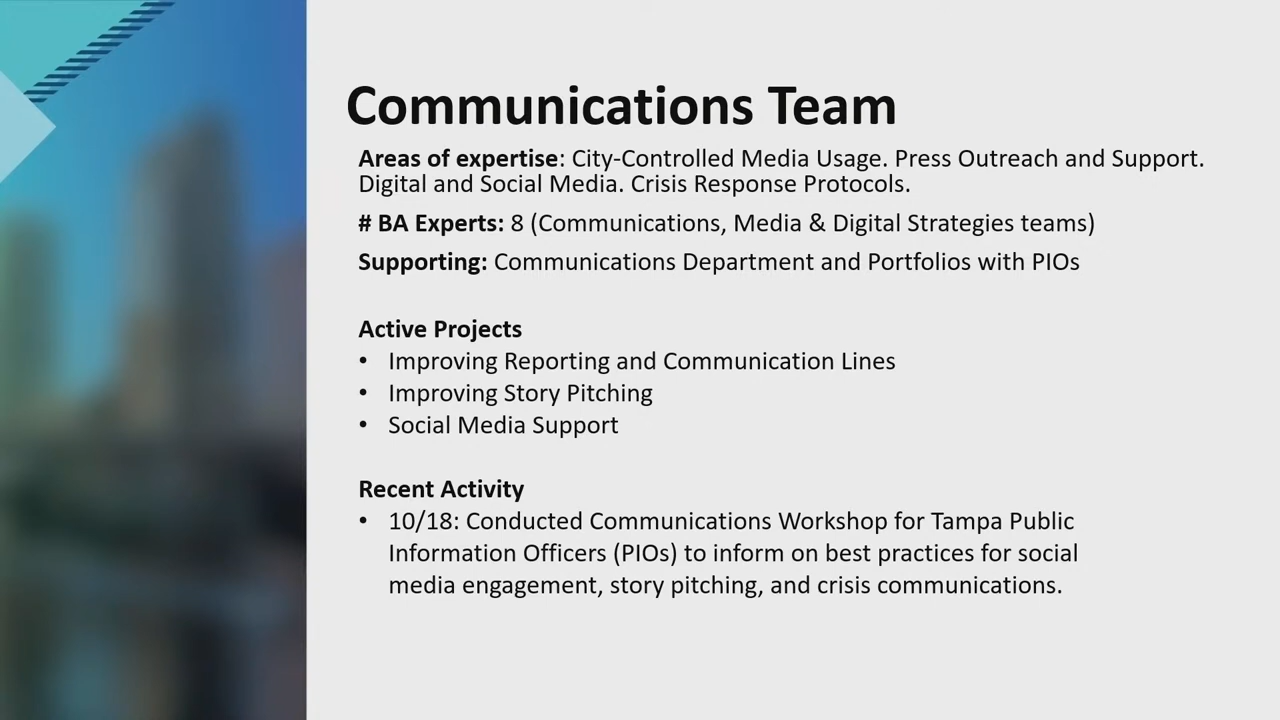 Communications Team
Areas of expertise: City-Controlled Media Usage. Press Outreach and Support.
Digital and Social Media. Crisis Response Protocols.
# BA Experts: 8 (Communications, Media & Digital Strategies teams)
Supporting: Communications Department and Portfolios with PIOs
Active Projects
• Improving Reporting and Communication Lines
• Improving Story Pitching
• Social Media Support
Recent Activity
• 10/18: Conducted Communications Workshop for Tampa Public
Information Officers (PIOs) to inform on best practices for social
media engagement, story pitching, and crisis communications.